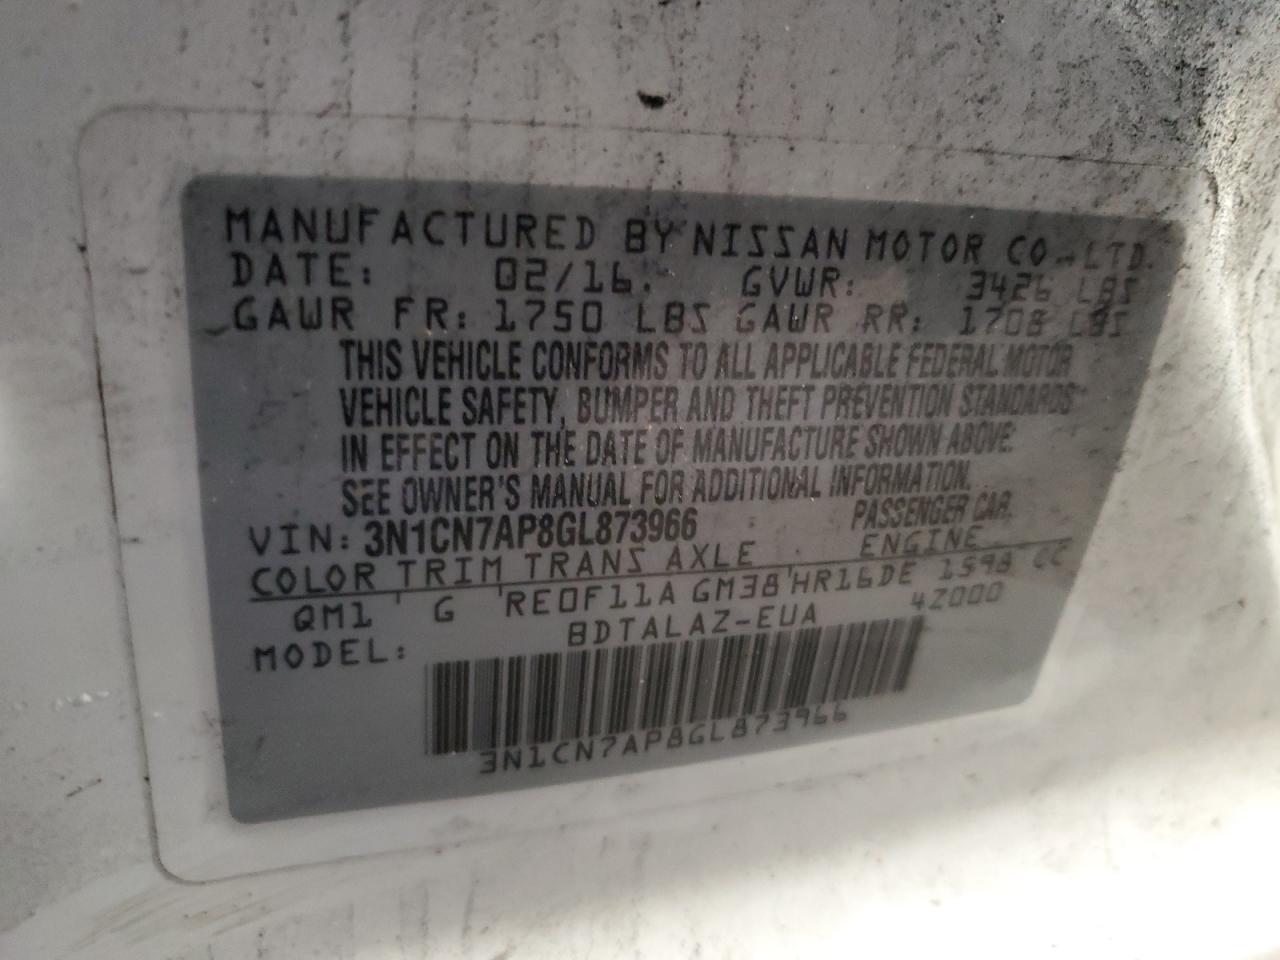 MANUFACTURED BY NISSAN MOTOR CO.,LTD.
DATE: 02/16. GVWR: 3426 LBS
GAWR FR: 1750 LBS GAWR RR: 1708 LBS
THIS VEHICLE CONFORMS TO ALL APPLICABLE FEDERAL MOTOR
VEHICLE SAFETY, BUMPER AND THEFT PREVENTION STANDARDS
IN EFFECT ON THE DATE OF MANUFACTURE SHOWN ABOVE.
SEE OWNER'S MANUAL FOR ADDITIONAL INFORMATION.
VIN: 3N1CN7AP8GL873966 PASSENGER CAR.
COLOR TRIM TRANS AXLE ENGINE
QM1 G RE0F11A GM38 HR16DE 1598 CC
MODEL: BDTALAZ-EUA 4Z000
3N1CN7AP8GL873966